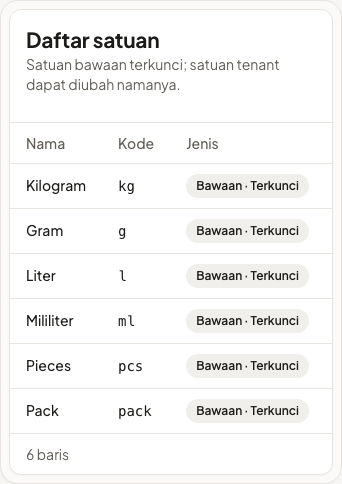 Daftar satuan
Satuan bawaan terkunci; satuan tenant
dapat diubah namanya.
Nama Kode Jenis
Kilogram kg Bawaan · Terkunci
Gram g Bawaan · Terkunci
Liter l Bawaan · Terkunci
Mililiter ml Bawaan · Terkunci
Pieces pcs Bawaan · Terkunci
Pack pack Bawaan · Terkunci
6 baris